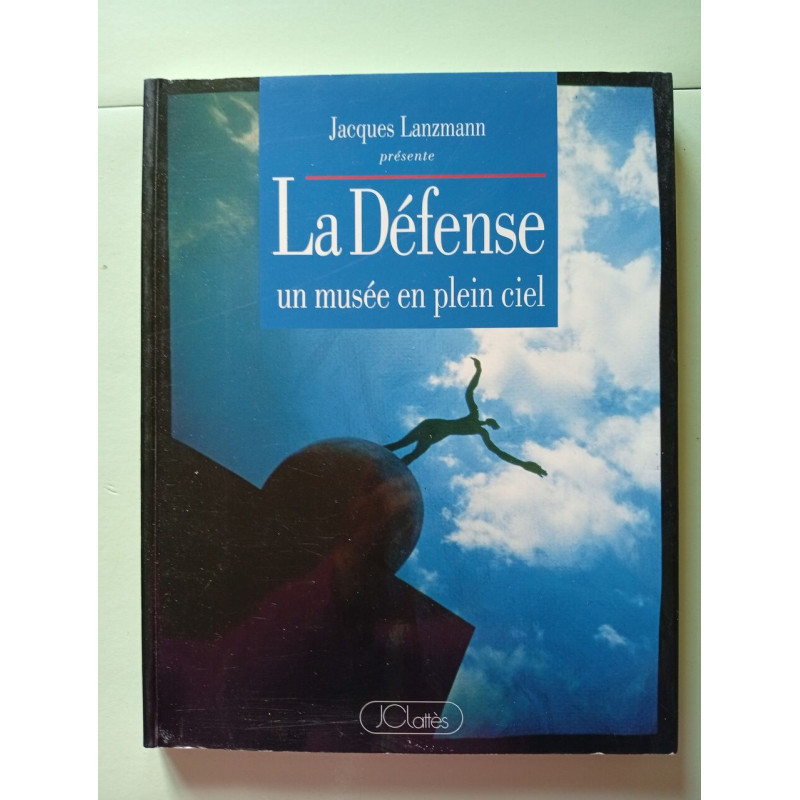 Jacques Lanzmann
présente
La Défense
un musée en plein ciel
JCLattès